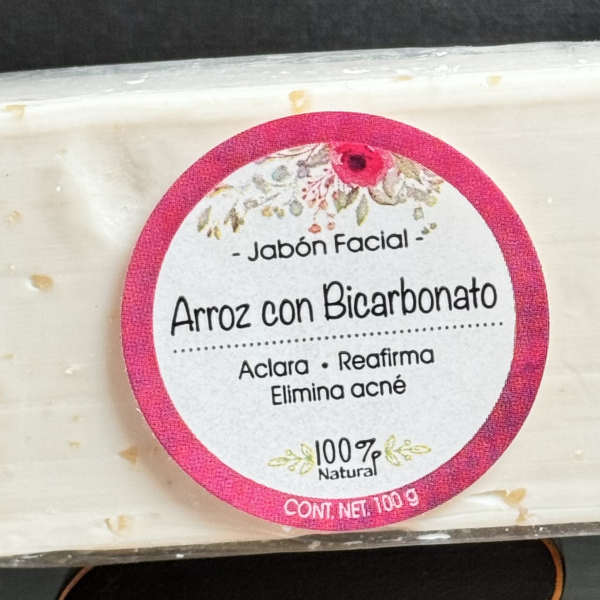 - Jabón Facial -
Arroz con Bicarbonato
Aclara • Reafirma
Elimina acné
100%
Natural
CONT. NET. 100 g